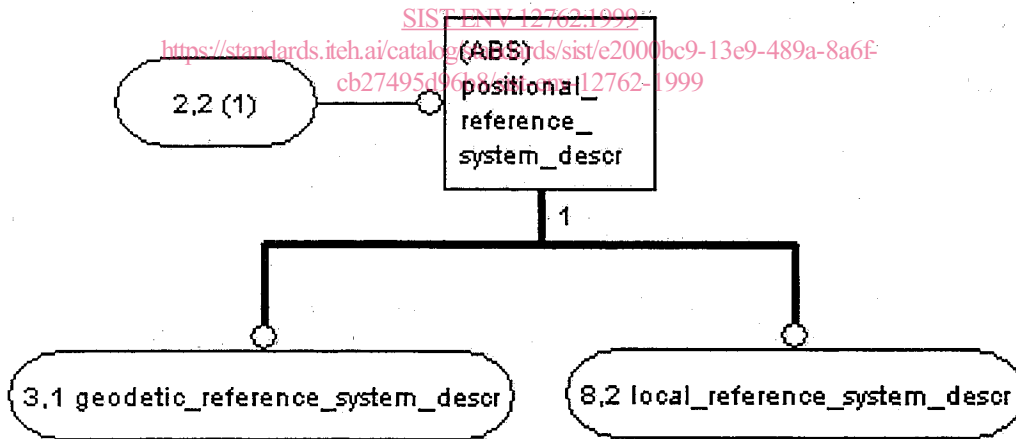 SIST ENV 12762:1999
https://standards.iteh.ai/catalog/standards/sist/e2000bc9-13e9-489a-8a6f-
cb27495d96b8/sist-env-12762-1999
(ABS)
positional_
reference_
system_descr
2,2 (1)
1
3,1 geodetic_reference_system_descr
8,2 local_reference_system_descr